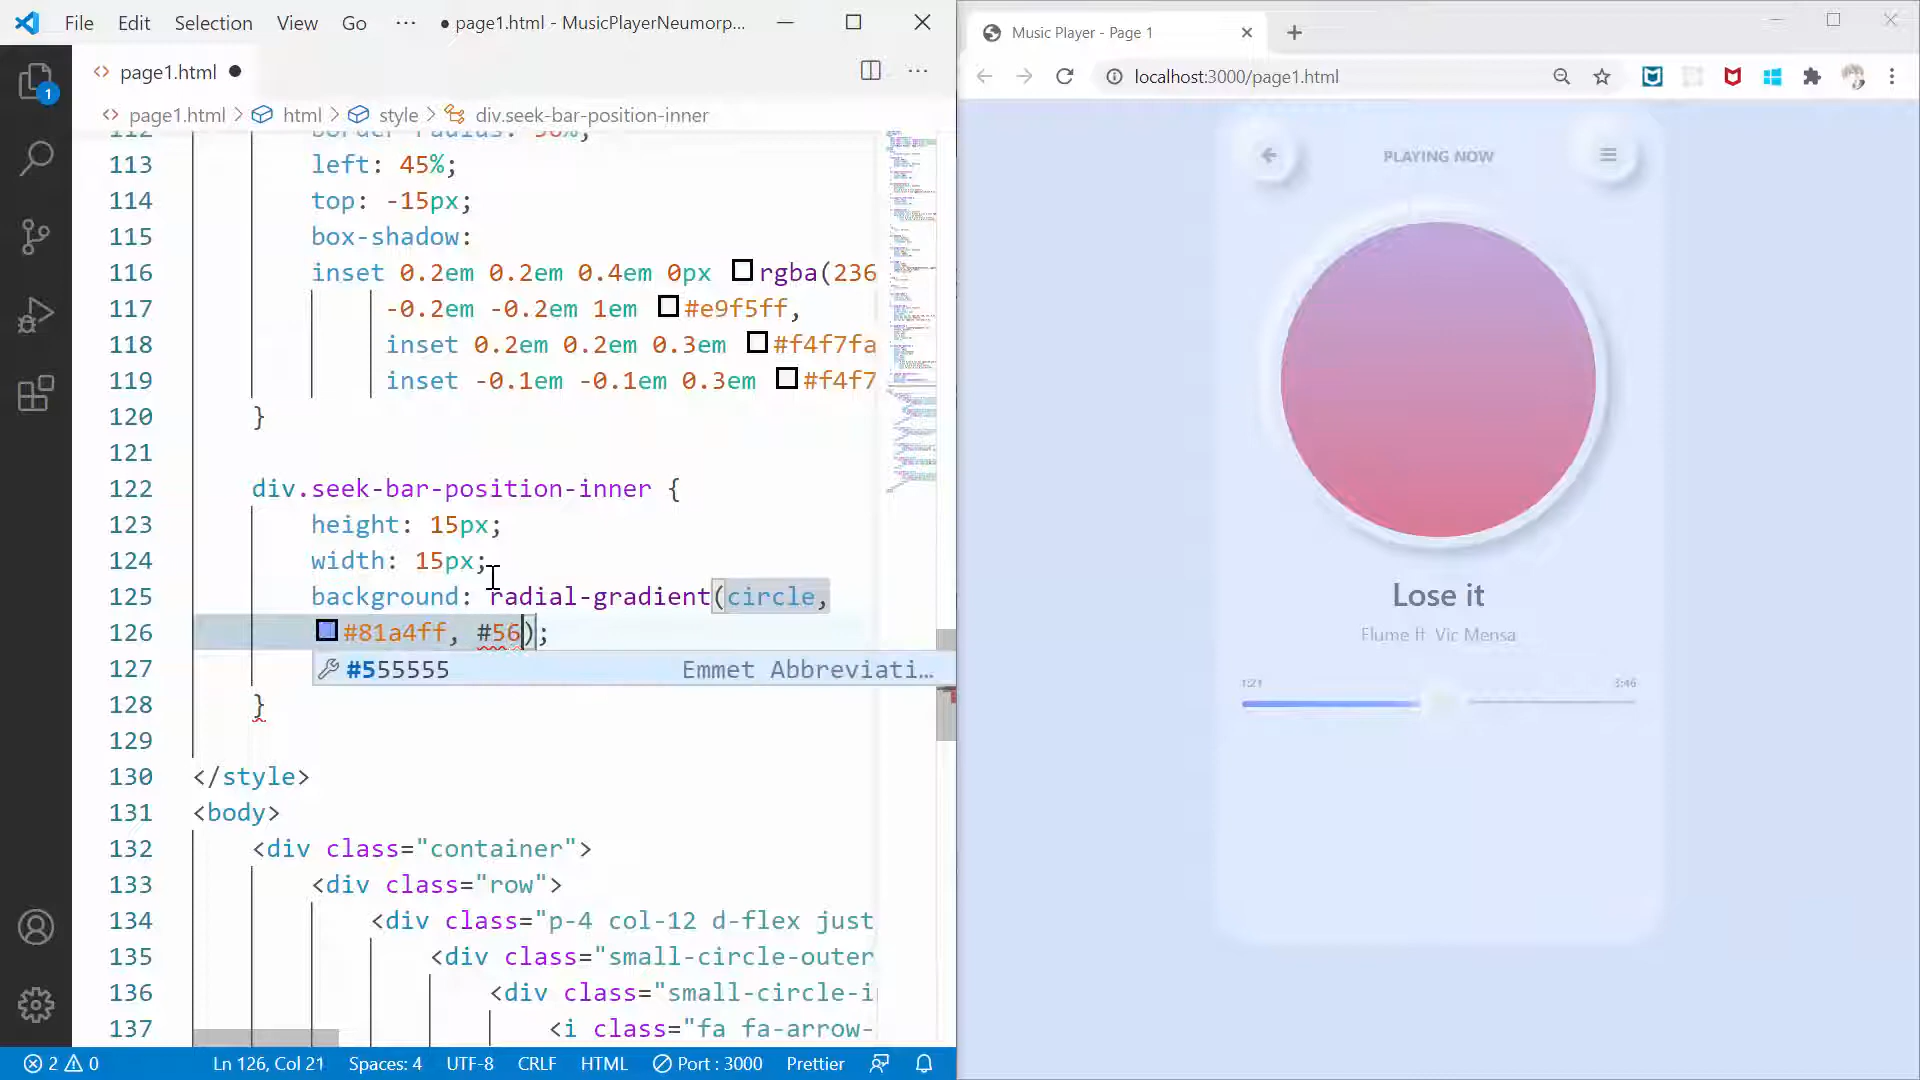 File Edit Selection View Go ··· ● page1.html - MusicPlayerNeumorp...
page1.html ●
page1.html > html > style > div.seek-bar-position-inner
113 left: 45%;
114 top: -15px;
115 box-shadow:
116 inset 0.2em 0.2em 0.4em 0px rgba(236
117 -0.2em -0.2em 1em #e9f5ff,
118 inset 0.2em 0.2em 0.3em #f4f7fa
119 inset -0.1em -0.1em 0.3em #f4f7
120 }
121
122 div.seek-bar-position-inner {
123 height: 15px;
124 width: 15px;
125 background: radial-gradient(circle,
126 #81a4ff, #56);
127 #555555 Emmet Abbreviati...
128 }
129
130 </style>
131 <body>
132 <div class="container">
133 <div class="row">
134 <div class="p-4 col-12 d-flex just
135 <div class="small-circle-outer
136 <div class="small-circle-i
137 <i class="fa fa-arrow-
1
2 0 Ln 126, Col 21 Spaces: 4 UTF-8 CRLF HTML Port : 3000 Prettier
Music Player - Page 1
localhost:3000/page1.html
PLAYING NOW
Lose it
Flume ft Vic Mensa
1:21 3:46